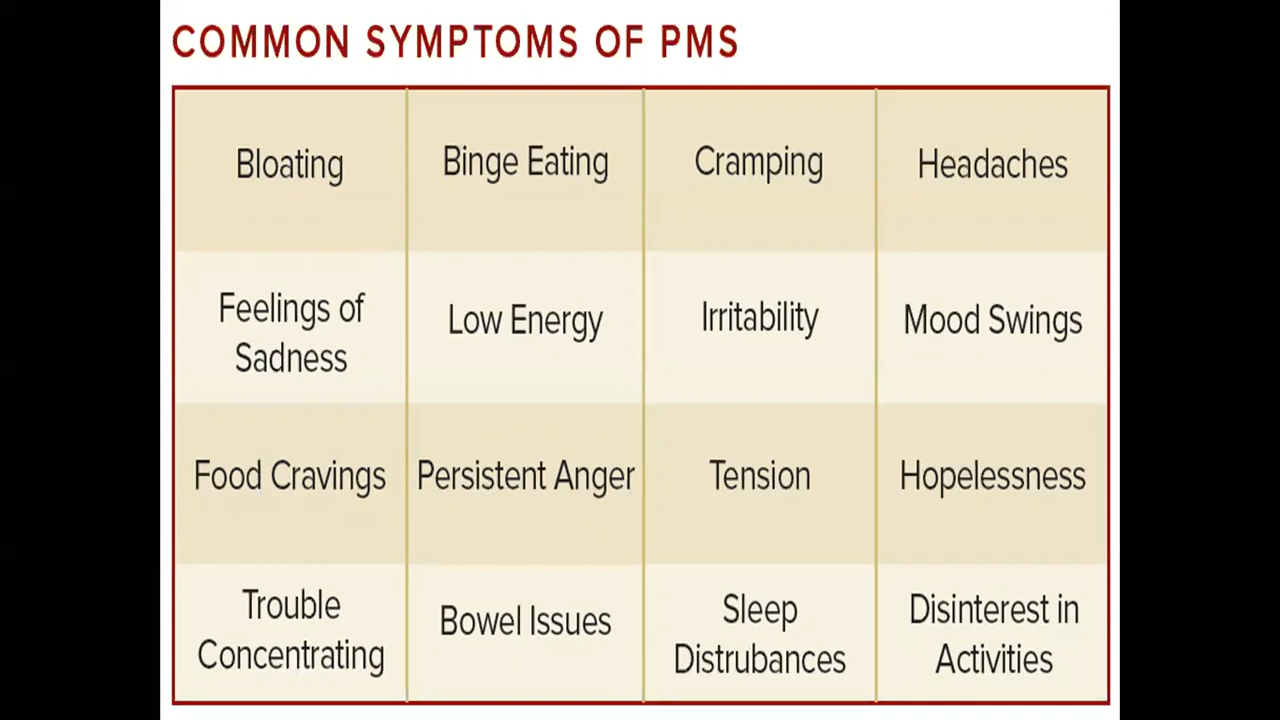 COMMON SYMPTOMS OF PMS
Bloating
Binge Eating
Cramping
Headaches
Feelings of
Sadness
Low Energy
Irritability
Mood Swings
Food Cravings
Persistent Anger
Tension
Hopelessness
Trouble
Concentrating
Bowel Issues
Sleep
Distrubances
Disinterest in
Activities